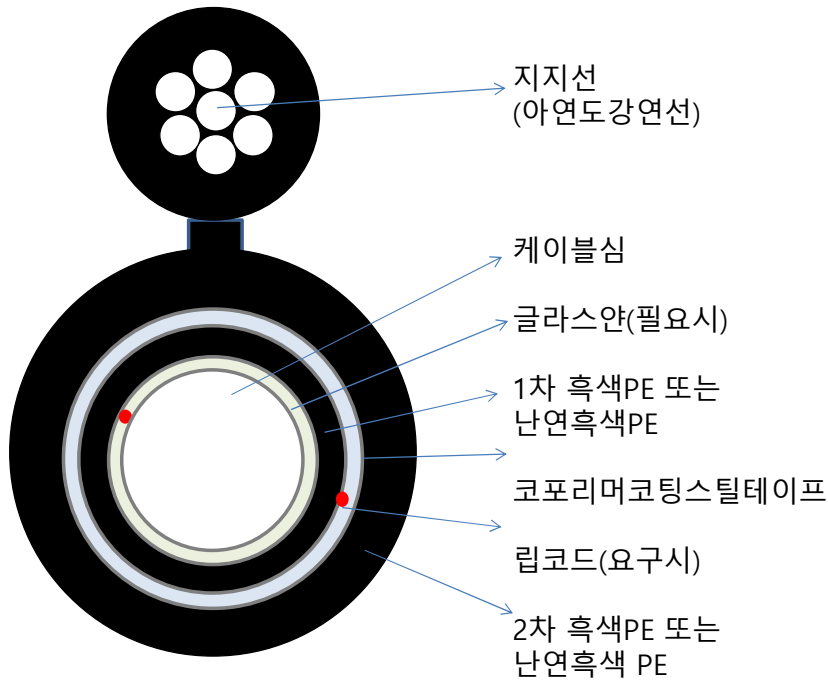 지지선
(아연도강연선)
케이블심
글라스얀(필요시)
1차 흑색PE 또는
난연흑색PE
코포리머코팅스틸테이프
립코드(요구시)
2차 흑색PE 또는
난연흑색 PE